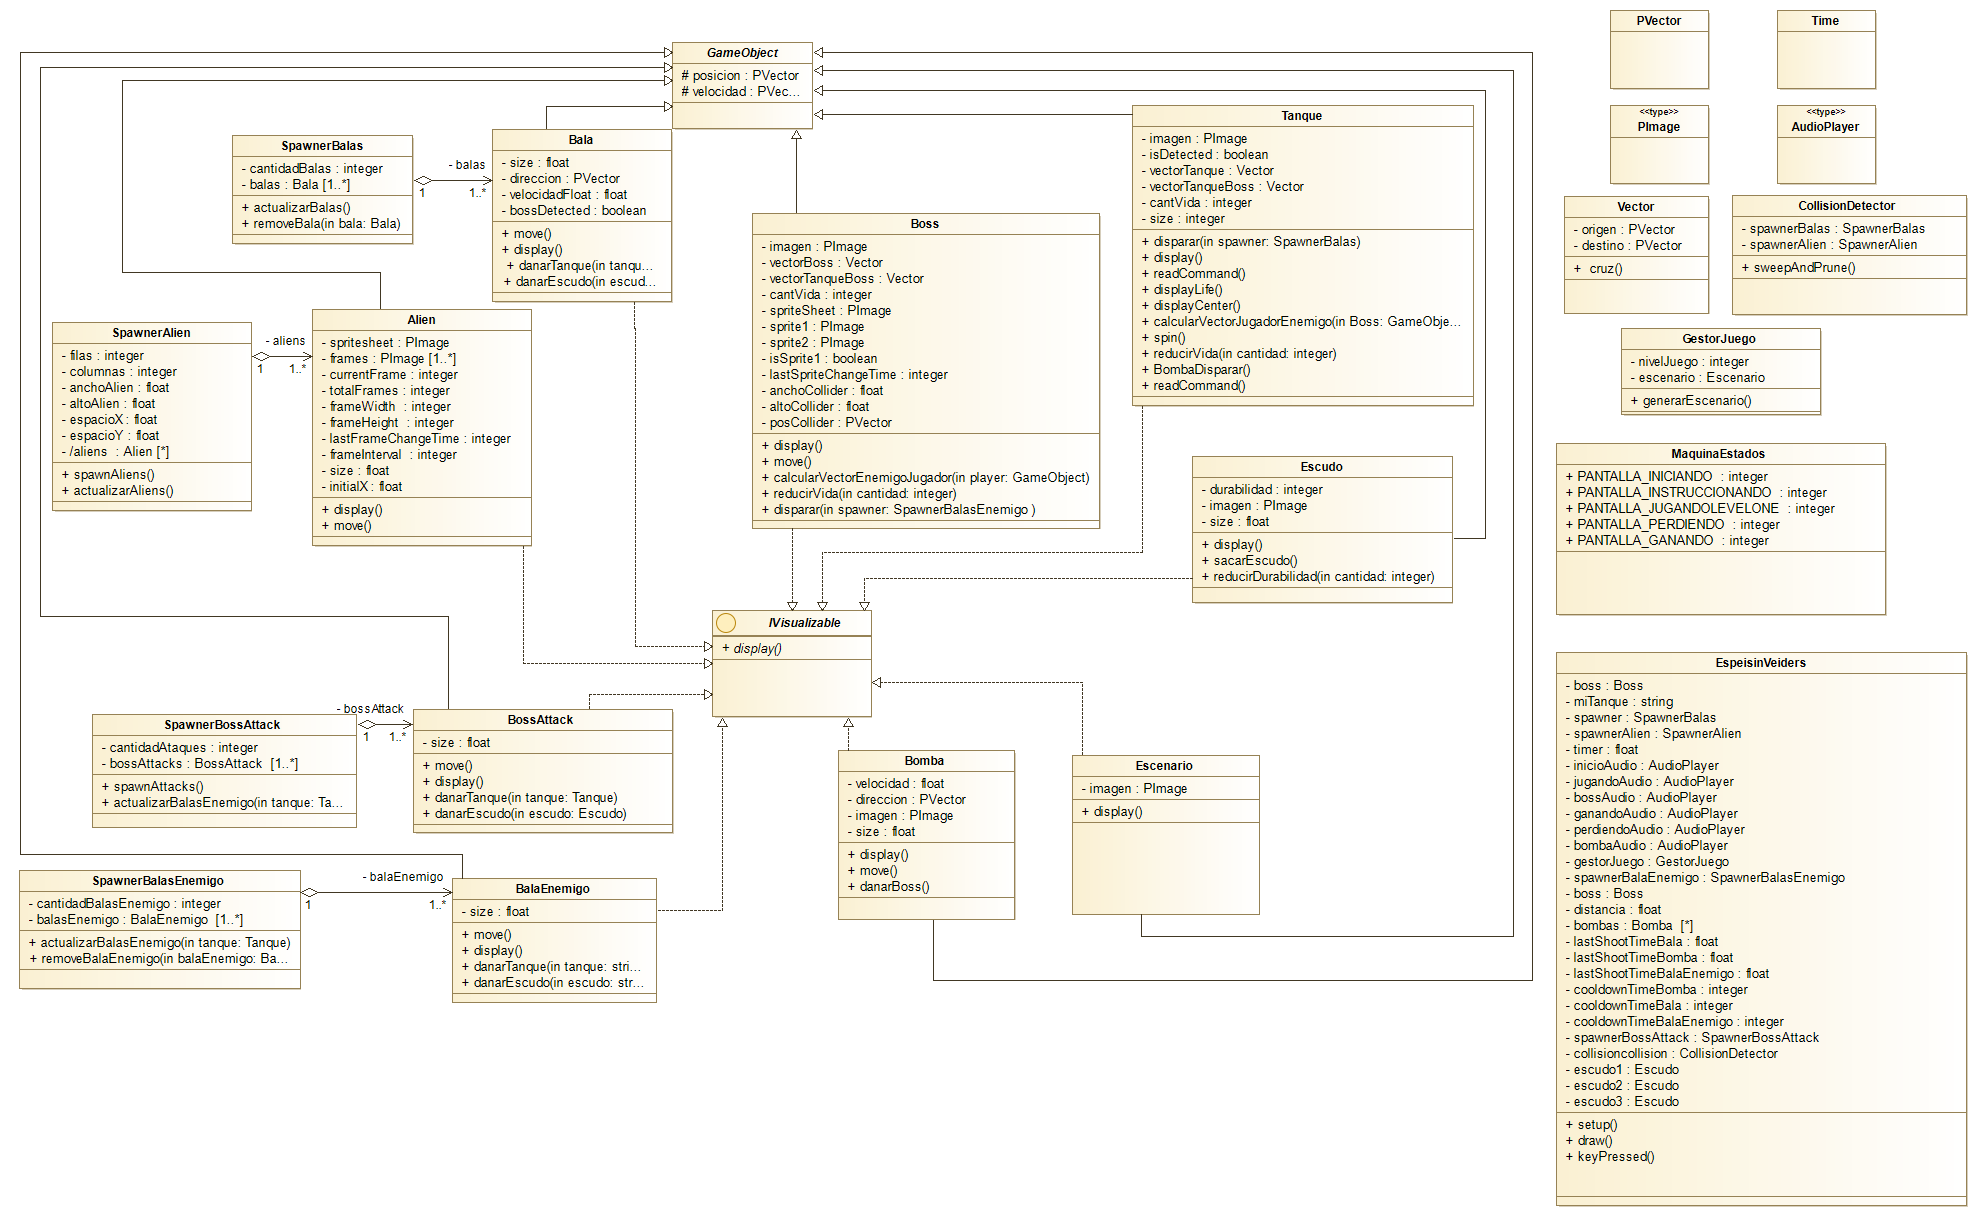 GameObject
# posicion : PVector
# velocidad : PVec...
PVector
Time
<<type>>
PImage
<<type>>
AudioPlayer
SpawnerBalas
- cantidadBalas : integer
- balas : Bala [1..*]
+ actualizarBalas()
+ removeBala(in bala: Bala)
- balas
1
1..*
Bala
- size : float
- direccion : PVector
- velocidadFloat : float
- bossDetected : boolean
+ move()
+ display()
+ danarTanque(in tanqu...
+ danarEscudo(in escud...
Tanque
- imagen : PImage
- isDetected : boolean
- vectorTanque : Vector
- vectorTanqueBoss : Vector
- cantVida : integer
- size : integer
+ disparar(in spawner: SpawnerBalas)
+ display()
+ readCommand()
+ displayLife()
+ displayCenter()
+ calcularVectorJugadorEnemigo(in Boss: GameObje...
+ spin()
+ reducirVida(in cantidad: integer)
+ BombaDisparar()
+ readCommand()
Vector
- origen : PVector
- destino : PVector
+ cruz()
CollisionDetector
- spawnerBalas : SpawnerBalas
- spawnerAlien : SpawnerAlien
+ sweepAndPrune()
Boss
- imagen : PImage
- vectorBoss : Vector
- vectorTanqueBoss : Vector
- cantVida : integer
- spriteSheet : PImage
- sprite1 : PImage
- sprite2 : PImage
- isSprite1 : boolean
- lastSpriteChangeTime : integer
- anchoCollider : float
- altoCollider : float
- posCollider : PVector
+ display()
+ move()
+ calcularVectorEnemigoJugador(in player: GameObject)
+ reducirVida(in cantidad: integer)
+ disparar(in spawner: SpawnerBalasEnemigo )
SpawnerAlien
- filas : integer
- columnas : integer
- anchoAlien : float
- altoAlien : float
- espacioX : float
- espacioY : float
- /aliens : Alien [*]
+ spawnAliens()
+ actualizarAliens()
- aliens
1
1..*
Alien
- spritesheet : PImage
- frames : PImage [1..*]
- currentFrame : integer
- totalFrames : integer
- frameWidth : integer
- frameHeight : integer
- lastFrameChangeTime : integer
- frameInterval : integer
- size : float
- initialX : float
+ display()
+ move()
GestorJuego
- nivelJuego : integer
- escenario : Escenario
+ generarEscenario()
MaquinaEstados
+ PANTALLA_INICIANDO : integer
+ PANTALLA_INSTRUCCIONANDO : integer
+ PANTALLA_JUGANDOLEVELONE : integer
+ PANTALLA_PERDIENDO : integer
+ PANTALLA_GANANDO : integer
Escudo
- durabilidad : integer
- imagen : PImage
- size : float
+ display()
+ sacarEscudo()
+ reducirDurabilidad(in cantidad: integer)
IVisualizable
+ display()
SpawnerBossAttack
- cantidadAtaques : integer
- bossAttacks : BossAttack [1..*]
+ spawnAttacks()
+ actualizarBalasEnemigo(in tanque: Ta...
- bossAttack
1
1..*
BossAttack
- size : float
+ move()
+ display()
+ danarTanque(in tanque: Tanque)
+ danarEscudo(in escudo: Escudo)
Bomba
- velocidad : float
- direccion : PVector
- imagen : PImage
- size : float
+ display()
+ move()
+ danarBoss()
Escenario
- imagen : PImage
+ display()
SpawnerBalasEnemigo
- cantidadBalasEnemigo : integer
- balasEnemigo : BalaEnemigo [1..*]
+ actualizarBalasEnemigo(in tanque: Tanque)
+ removeBalaEnemigo(in balaEnemigo: Ba...
- balaEnemigo
1
1..*
BalaEnemigo
- size : float
+ move()
+ display()
+ danarTanque(in tanque: stri...
+ danarEscudo(in escudo: str...
EspeisinVeiders
- boss : Boss
- miTanque : string
- spawner : SpawnerBalas
- spawnerAlien : SpawnerAlien
- timer : float
- inicioAudio : AudioPlayer
- jugandoAudio : AudioPlayer
- bossAudio : AudioPlayer
- ganandoAudio : AudioPlayer
- perdiendoAudio : AudioPlayer
- bombaAudio : AudioPlayer
- gestorJuego : GestorJuego
- spawnerBalaEnemigo : SpawnerBalasEnemigo
- boss : Boss
- distancia : float
- bombas : Bomba [*]
- lastShootTimeBala : float
- lastShootTimeBomba : float
- lastShootTimeBalaEnemigo : float
- cooldownTimeBomba : integer
- cooldownTimeBala : integer
- cooldownTimeBalaEnemigo : integer
- spawnerBossAttack : SpawnerBossAttack
- collisioncollision : CollisionDetector
- escudo1 : Escudo
- escudo2 : Escudo
- escudo3 : Escudo
+ setup()
+ draw()
+ keyPressed()